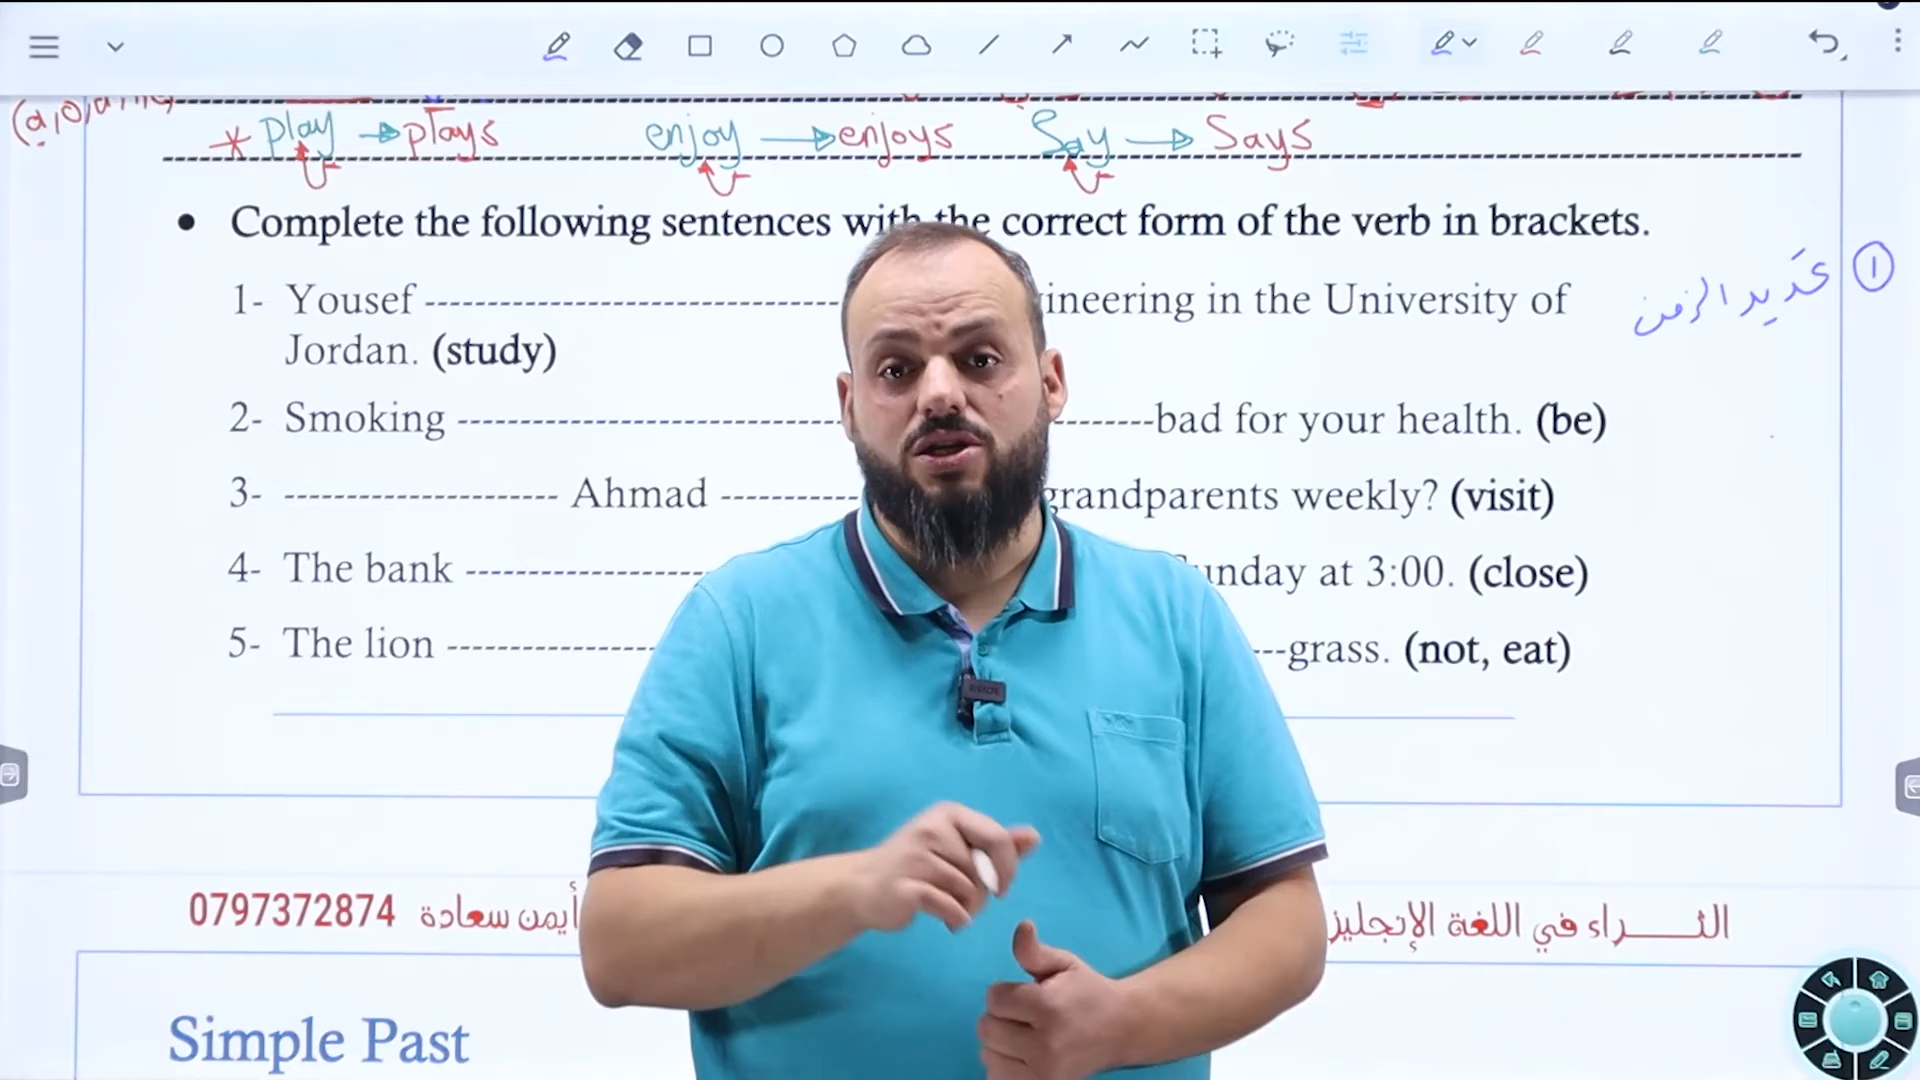 * play → plays enjoy → enjoys Say → Says
• Complete the following sentences with the correct form of the verb in brackets.
1- Yousef ineering in the University of
Jordan. (study)
2- Smoking bad for your health. (be)
3- Ahmad grandparents weekly? (visit)
4- The bank Sunday at 3:00. (close)
5- The lion grass. (not, eat)
① تحديد الزمن
الثـــراء في اللغة الإنجليز
أيمن سعادة 0797372874
Simple Past